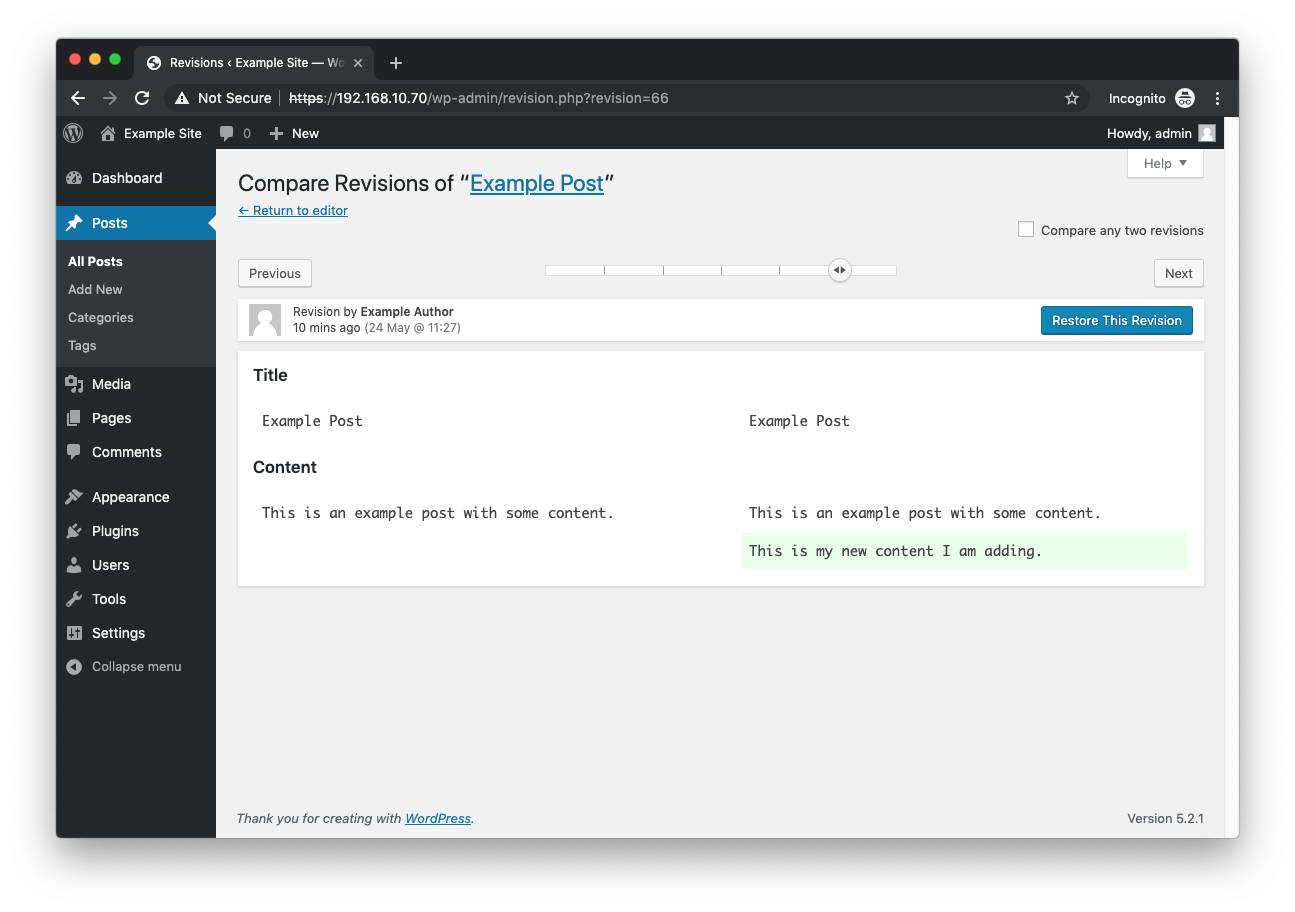 Revisions ‹ Example Site — Wo
Not Secure https://192.168.10.70/wp-admin/revision.php?revision=66 Incognito
Example Site 0 New Howdy, admin
Help
Dashboard
Posts
All Posts
Add New
Categories
Tags
Media
Pages
Comments
Appearance
Plugins
Users
Tools
Settings
Collapse menu
Compare Revisions of “Example Post”
← Return to editor
Compare any two revisions
Previous Next
Revision by Example Author
10 mins ago (24 May @ 11:27)
Restore This Revision
Title
Example Post Example Post
Content
This is an example post with some content. This is an example post with some content.
This is my new content I am adding.
Thank you for creating with WordPress. Version 5.2.1